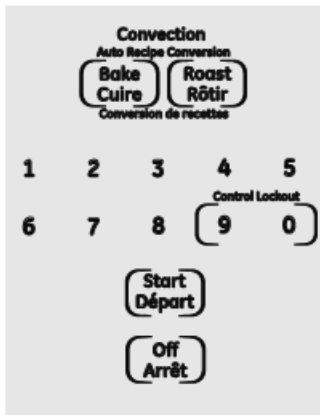 Convection
Auto Recipe Conversion
Bake Roast
Cuire Rôtir
Conversion de recettes
1 2 3 4 5
Control Lockout
6 7 8 9 0
Start
Départ
Off
Arrêt